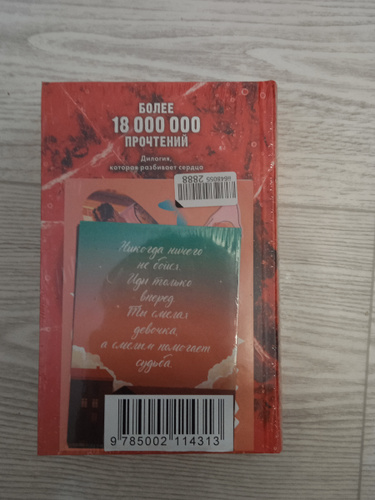 БОЛЕЕ
18 000 000
ПРОЧТЕНИЙ
Дилогия,
которая разбивает сердца
2888
Никогда ничего
не бойся.
Иди только
вперед.
Ты смелая
девочка,
а смелым помогает
судьба.
9 785002 114313